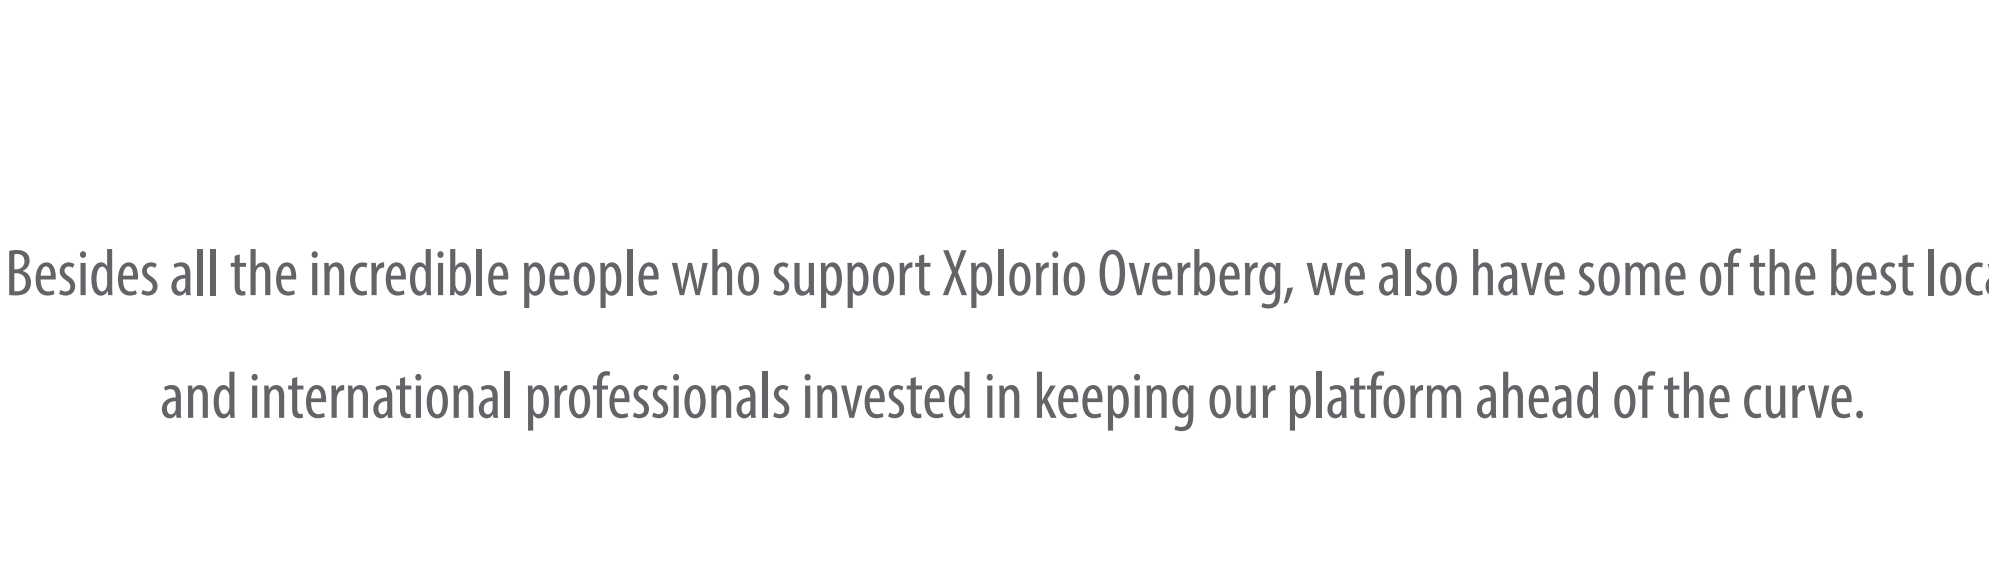 Besides all the incredible people who support Xplorio Overberg, we also have some of the best
and international professionals invested in keeping our platform ahead of the curve.